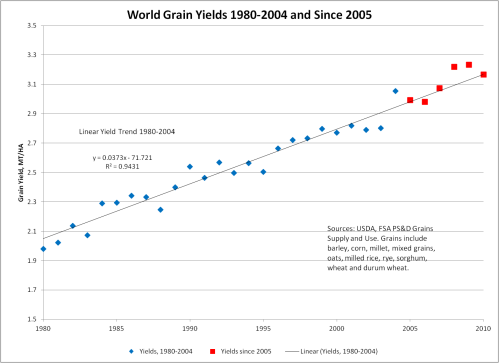 World Grain Yields 1980-2004 and Since 2005
3.5
3.3
3.1
2.9
2.7
2.5
2.3
2.1
1.9
1.7
1.5
Grain Yield, MT/HA
Linear Yield Trend 1980-2004
y = 0.0373x - 71.721
R² = 0.9431
Sources: USDA, FSA PS&D Grains
Supply and Use. Grains include
barley, corn, millet, mixed grains,
oats, milled rice, rye, sorghum,
wheat and durum wheat.
1980 1985 1990 1995 2000 2005 2010
Yields, 1980-2004 Yields since 2005 Linear (Yields, 1980-2004)